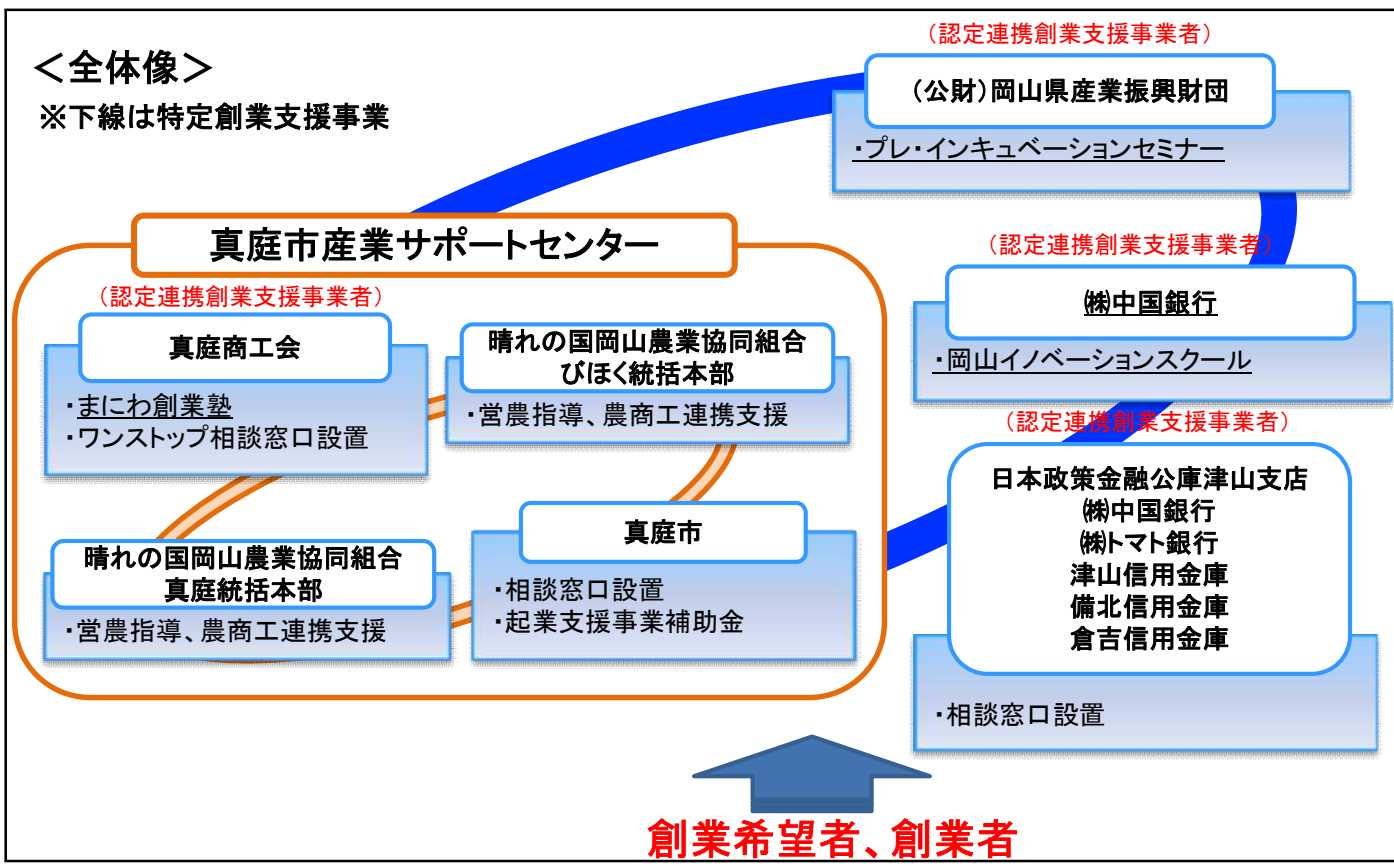 ＜全体像＞
※下線は特定創業支援事業
（認定連携創業支援事業者）
（公財）岡山県産業振興財団
・プレ・インキュベーションセミナー
真庭市産業サポートセンター
（認定連携創業支援事業者）
真庭商工会
・まにわ創業塾
・ワンストップ相談窓口設置
晴れの国岡山農業協同組合
びほく統括本部
・営農指導、農商工連携支援
晴れの国岡山農業協同組合
真庭統括本部
・営農指導、農商工連携支援
真庭市
・相談窓口設置
・起業支援事業補助金
（認定連携創業支援事業者）
㈱中国銀行
・岡山イノベーションスクール
（認定連携創業支援事業者）
日本政策金融公庫津山支店
㈱中国銀行
㈱トマト銀行
津山信用金庫
備北信用金庫
倉吉信用金庫
・相談窓口設置
創業希望者、創業者